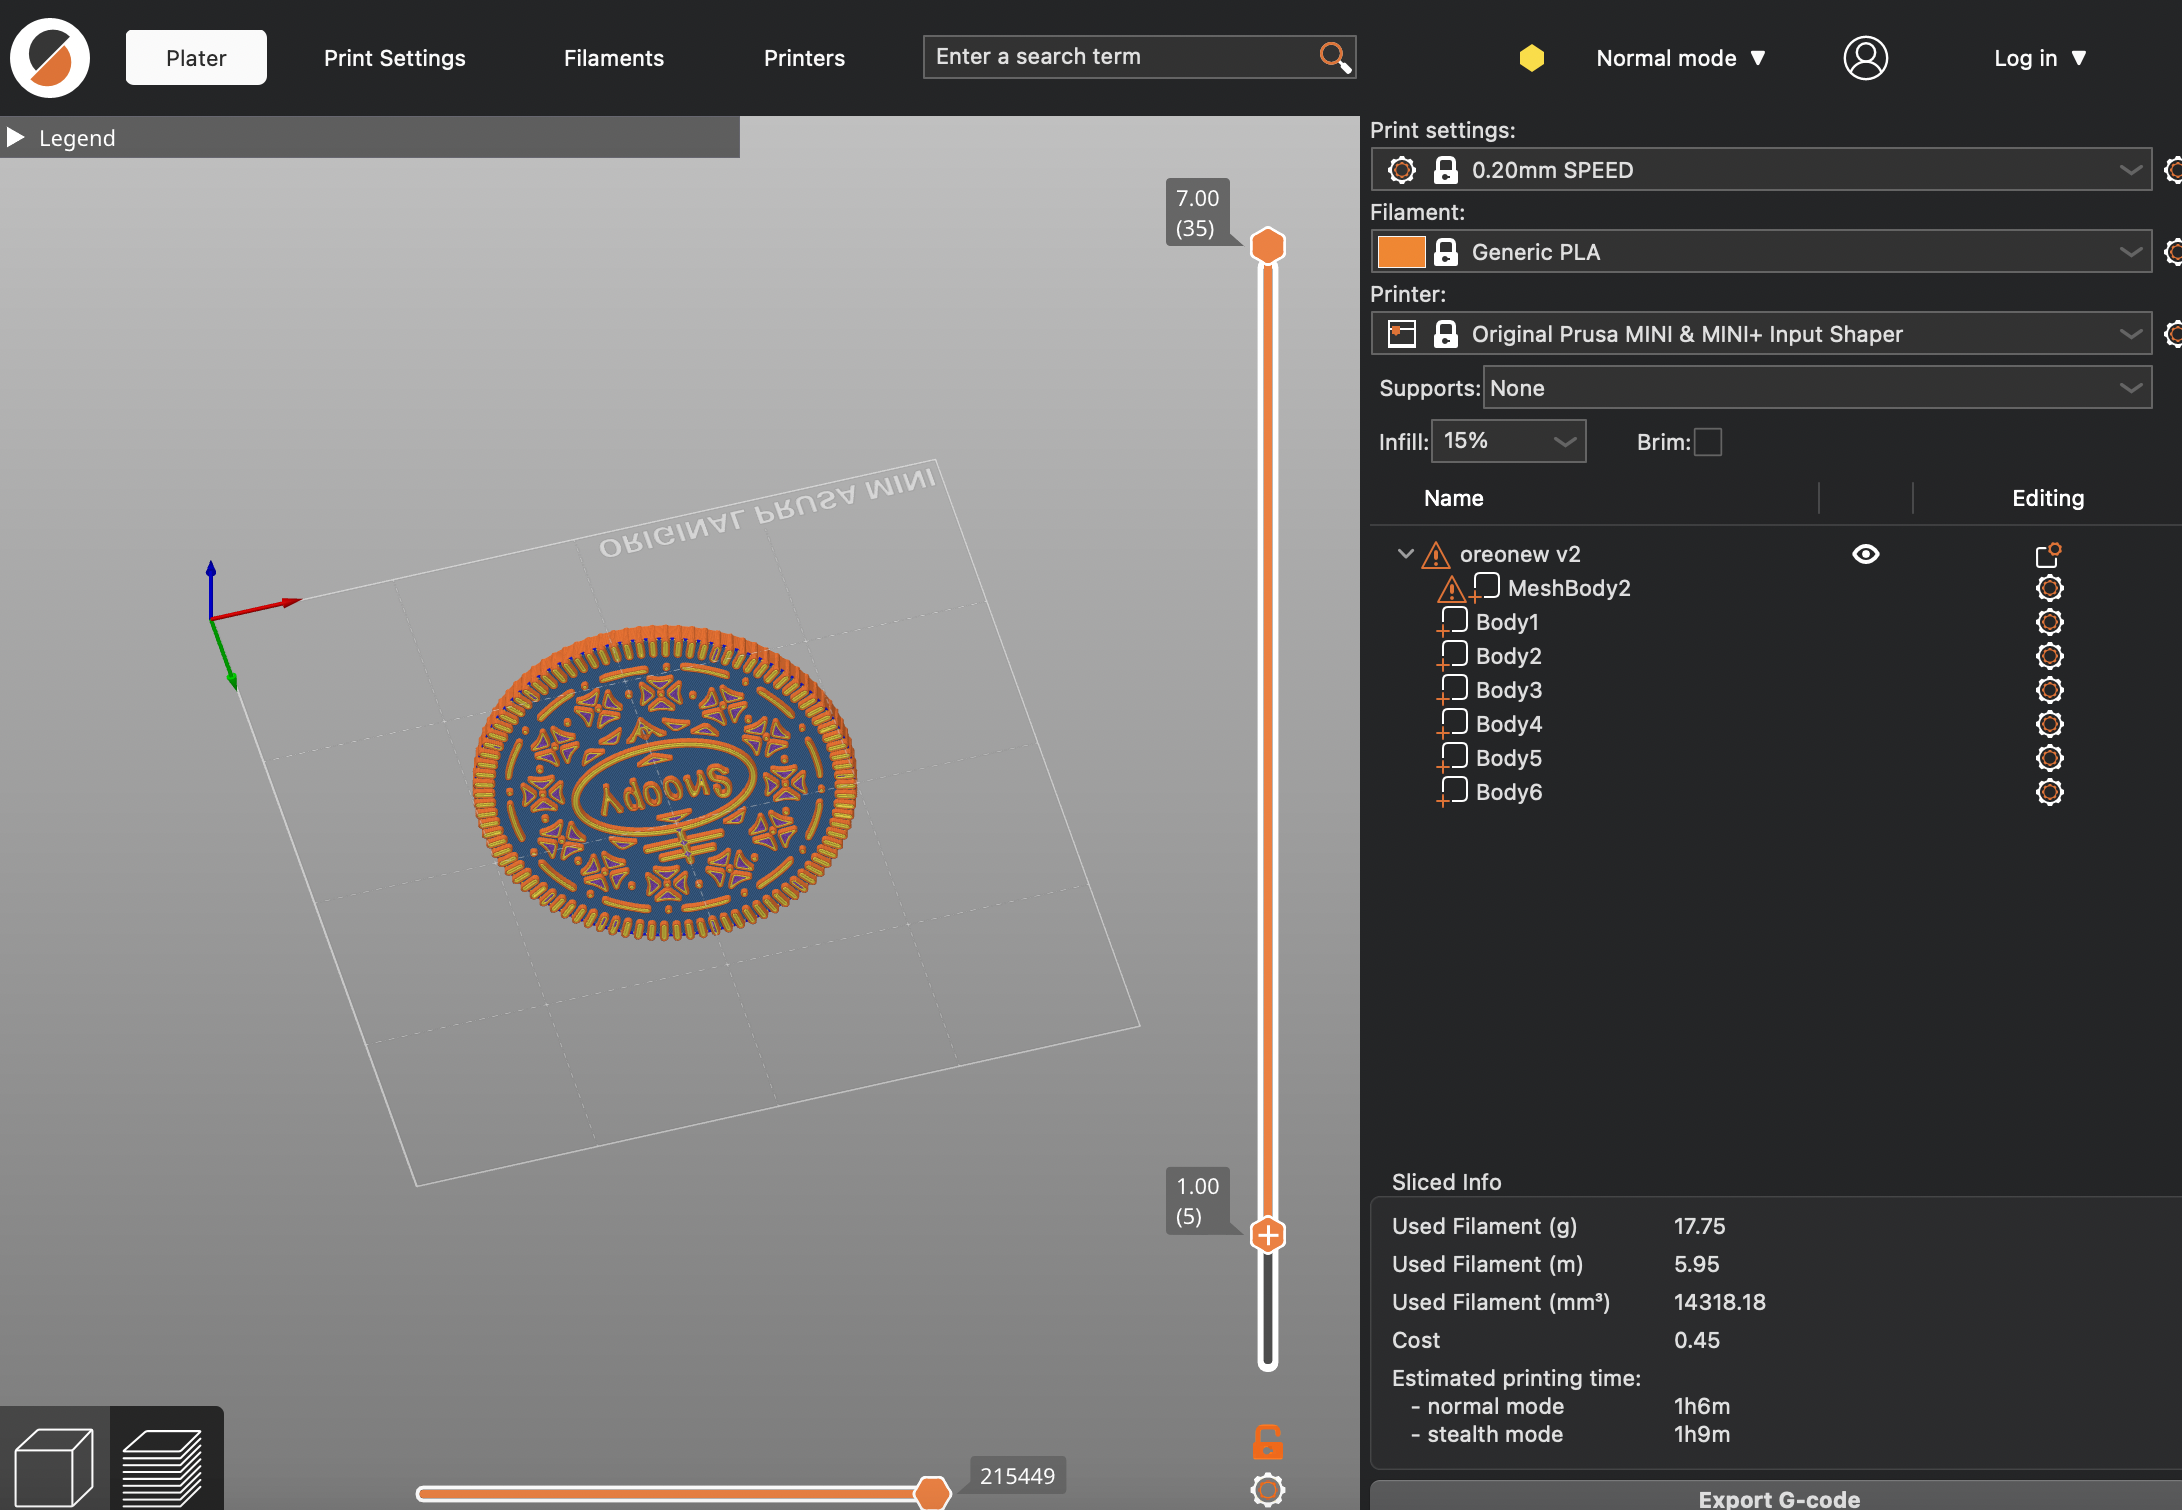 Plater
Print Settings
Filaments
Printers
Enter a search term
Normal mode
Log in
Legend
Print settings:
0.20mm SPEED
Filament:
Generic PLA
Printer:
Original Prusa MINI & MINI+ Input Shaper
Supports: None
Infill: 15% Brim:
Name Editing
oreonew v2
MeshBody2
Body1
Body2
Body3
Body4
Body5
Body6
7.00
(35)
ORIGINAL PRUSA MINI
Snoopy
1.00
(5)
215449
Sliced Info
Used Filament (g) 17.75
Used Filament (m) 5.95
Used Filament (mm³) 14318.18
Cost 0.45
Estimated printing time:
- normal mode 1h6m
- stealth mode 1h9m
Export G-code